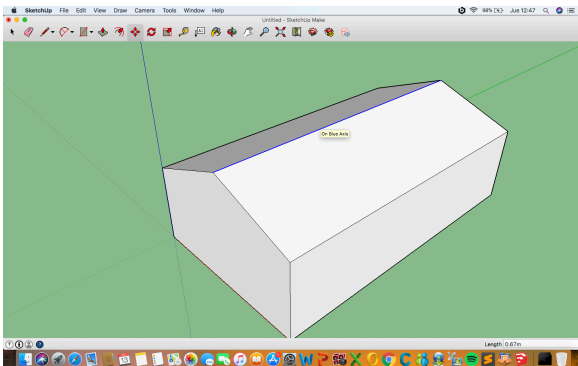 SketchUp File Edit View Draw Camera Tools Window Help 98% Jue 12:47
Untitled - SketchUp Make
On Blue Axis
Length 0.67m